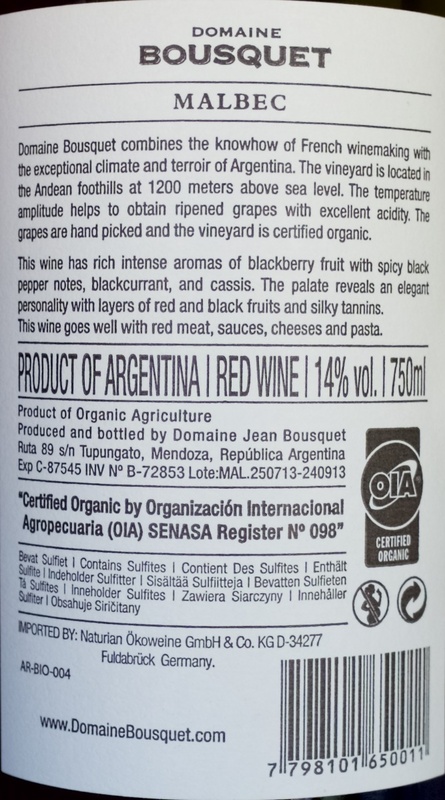 DOMAINE
BOUSQUET
MALBEC
Domaine Bousquet combines the knowhow of French winemaking with
the exceptional climate and terroir of Argentina. The vineyard is located in
the Andean foothills at 1200 meters above sea level. The temperature
amplitude helps to obtain ripened grapes with excellent acidity. The
grapes are hand picked and the vineyard is certified organic.
This wine has rich intense aromas of blackberry fruit with spicy black
pepper notes, blackcurrant, and cassis. The palate reveals an elegant
personality with layers of red and black fruits and silky tannins.
This wine goes well with red meat, sauces, cheeses and pasta.
PRODUCT OF ARGENTINA | RED WINE | 14% vol. | 750ml
Product of Organic Agriculture
Produced and bottled by Domaine Jean Bousquet
Ruta 89 s/n Tupungato, Mendoza, República Argentina
Exp C-87545 INV Nº B-72853 Lote:MAL.250713-240913
"Certified Organic by Organización Internacional
Agropecuaria (OIA) SENASA Register Nº 098"
OIA
CERTIFIED
ORGANIC
Bevat Sulfiet | Contains Sulfites | Contient Des Sulfites | Enthält
Sulfite | Indeholder Sulfitter | Sisältää Sulfiitteja | Bevatten Sulfieten
Tá Sulfites | Inneholder Sulfites | Zawiera Siarczyny | Innehåller
Sulfiter | Obsahuje Siričitany
IMPORTED BY: Naturian Ökoweine GmbH & Co. KG D-34277
Fuldabrück Germany.
AR-BIO-004
www.DomaineBousquet.com
7 798101 650011